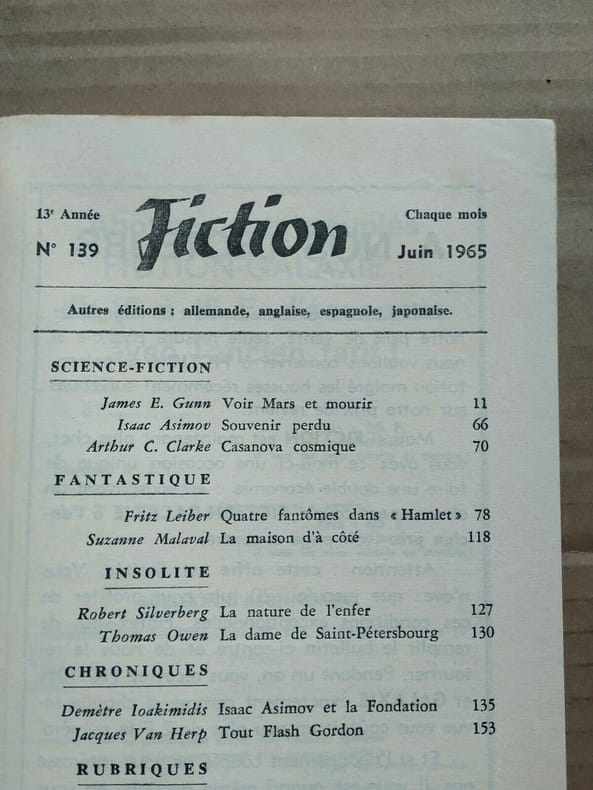 13e Année
Fiction
Chaque mois
N° 139
Juin 1965
Autres éditions : allemande, anglaise, espagnole, japonaise.
SCIENCE-FICTION
James E. Gunn Voir Mars et mourir 11
Isaac Asimov Souvenir perdu 66
Arthur C. Clarke Casanova cosmique 70
FANTASTIQUE
Fritz Leiber Quatre fantômes dans « Hamlet » 78
Suzanne Malaval La maison d'à côté 118
INSOLITE
Robert Silverberg La nature de l'enfer 127
Thomas Owen La dame de Saint-Pétersbourg 130
CHRONIQUES
Demètre Ioakimidis Isaac Asimov et la Fondation 135
Jacques Van Herp Tout Flash Gordon 153
RUBRIQUES